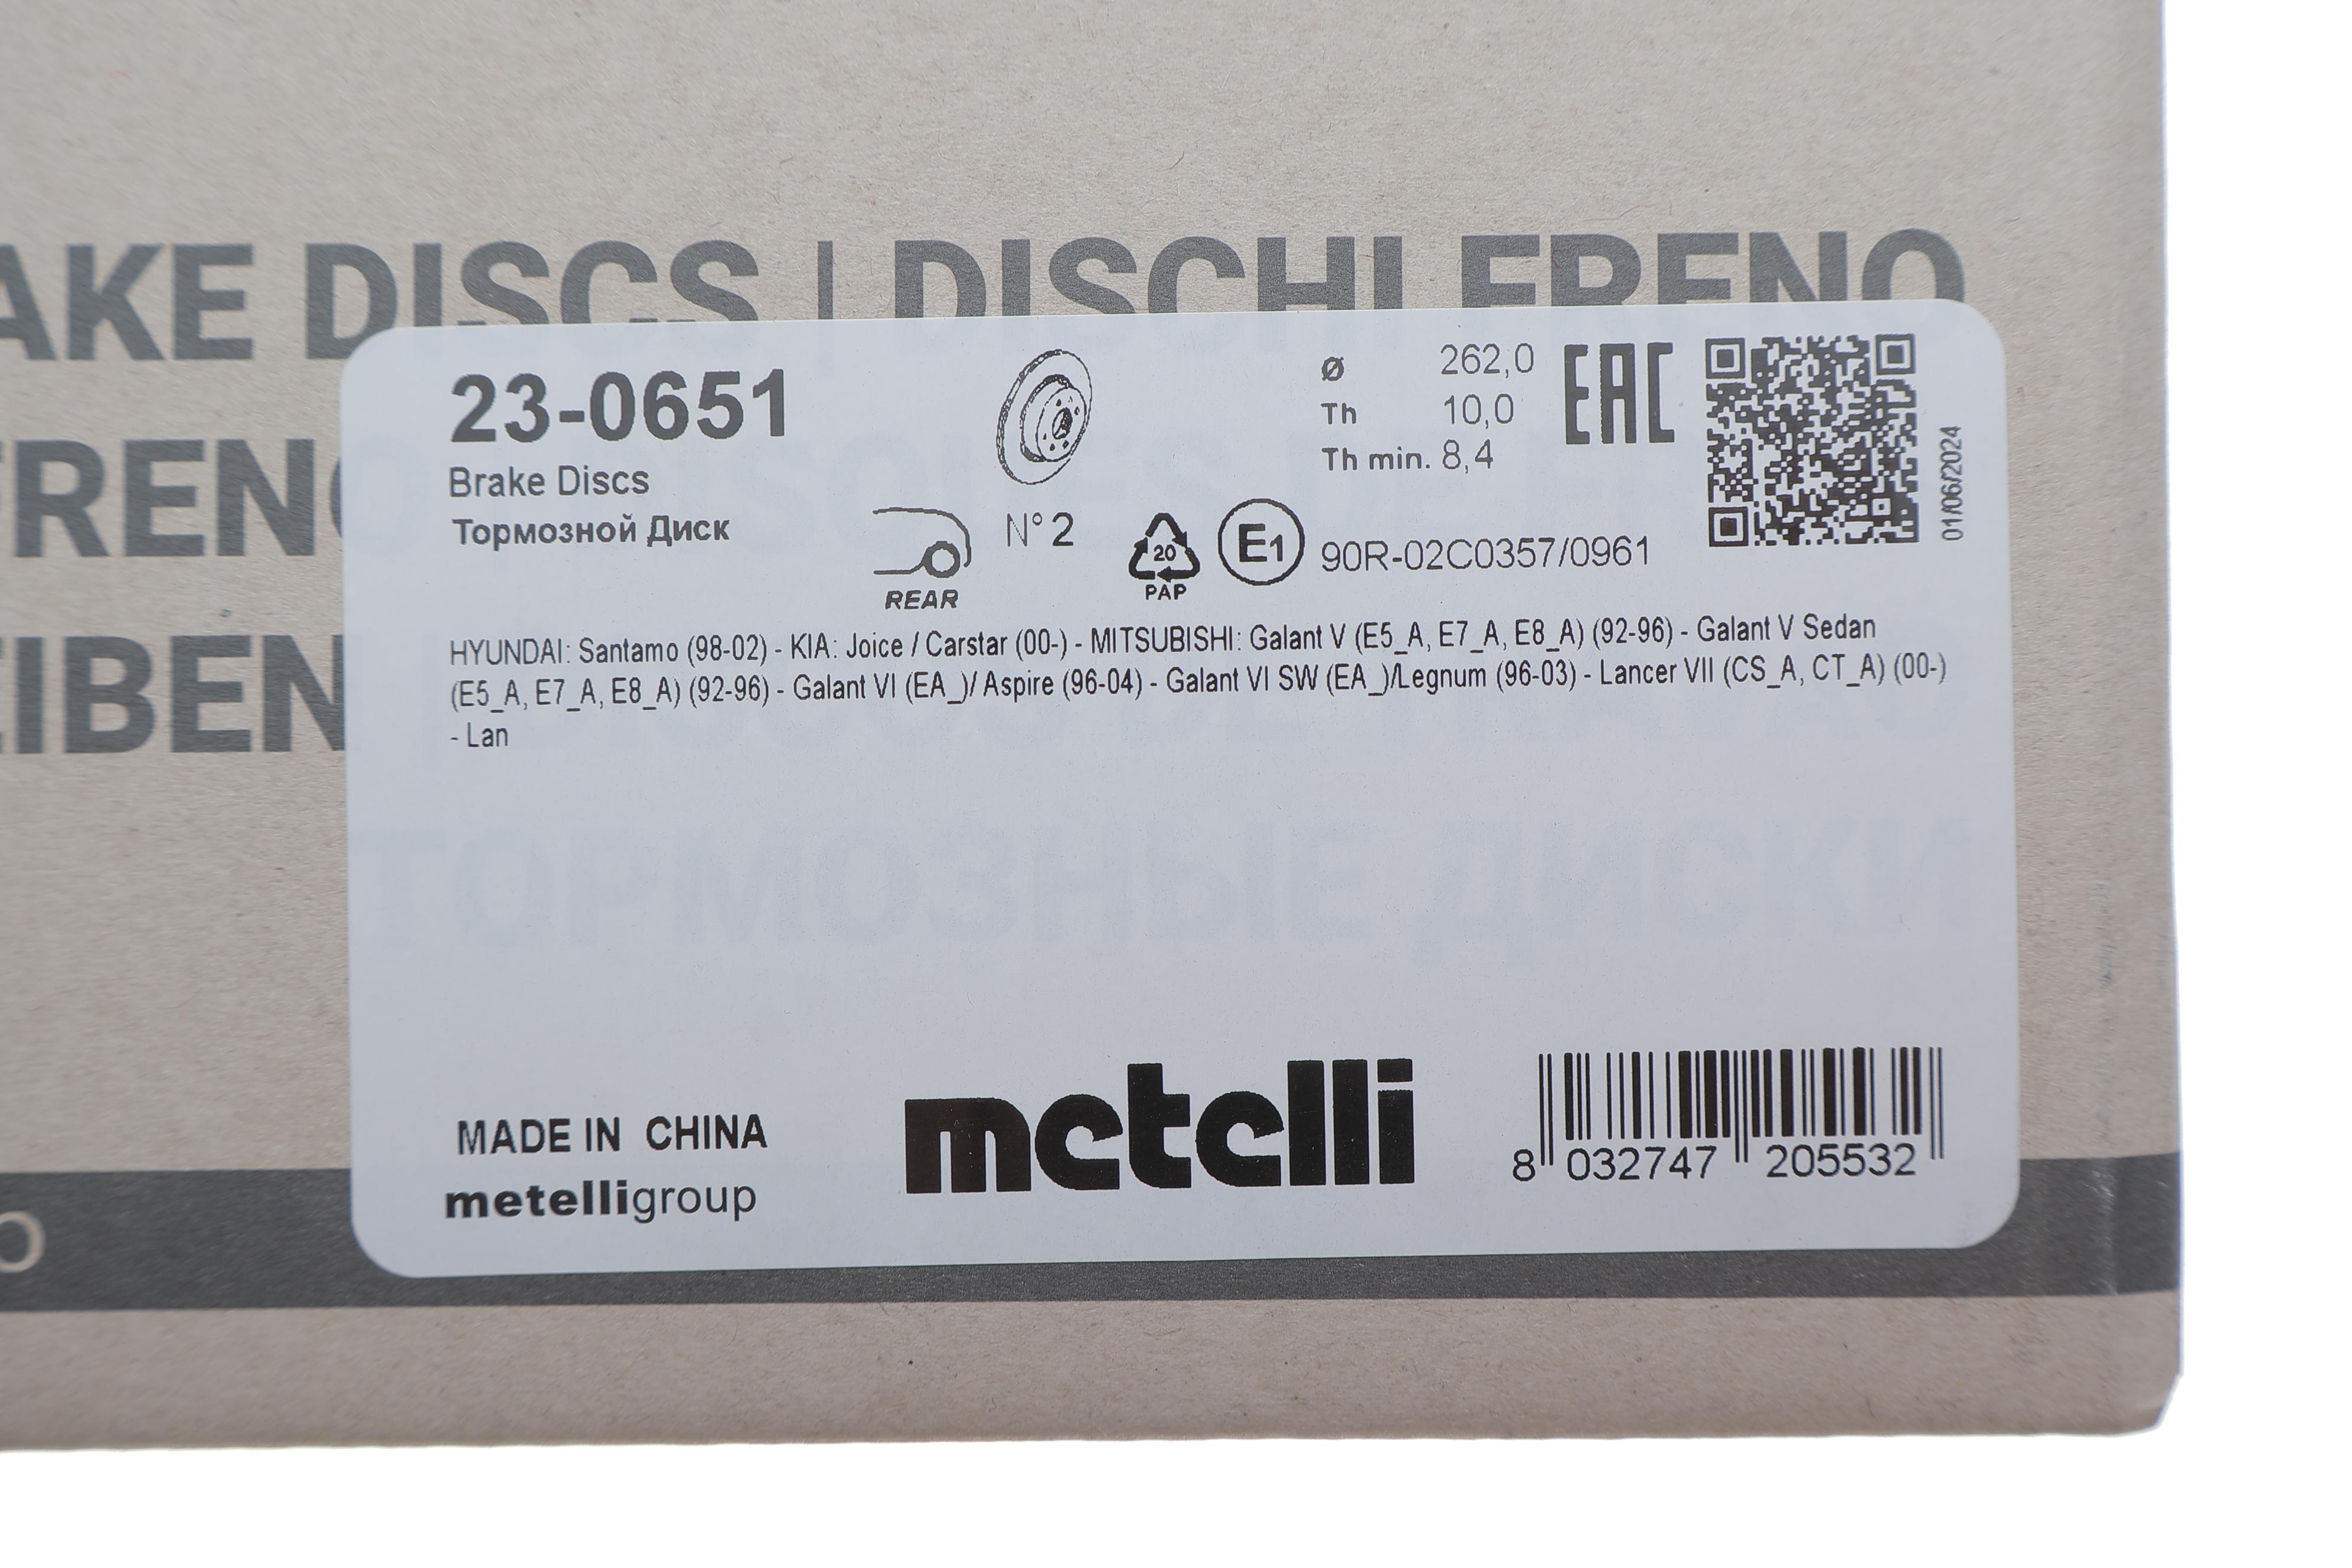 AKE DISCS | DISCHI FRENO
FRENO
EIBEN
23-0651
Brake Discs
Тормозной Диск
REAR
N° 2
20
PAP
E1
90R-02C0357/0961
Ø 262,0
Th 10,0
Th min. 8,4
EAC
01/06/2024
HYUNDAI: Santamo (98-02) - KIA: Joice / Carstar (00-) - MITSUBISHI: Galant V (E5_A, E7_A, E8_A) (92-96) - Galant V Sedan
(E5_A, E7_A, E8_A) (92-96) - Galant VI (EA_)/ Aspire (96-04) - Galant VI SW (EA_)/Legnum (96-03) - Lancer VII (CS_A, CT_A) (00-)
- Lan
ТОРМОЗНЫЕ ДИСКИ
MADE IN CHINA
metelligroup
metelli
8 032747 205532